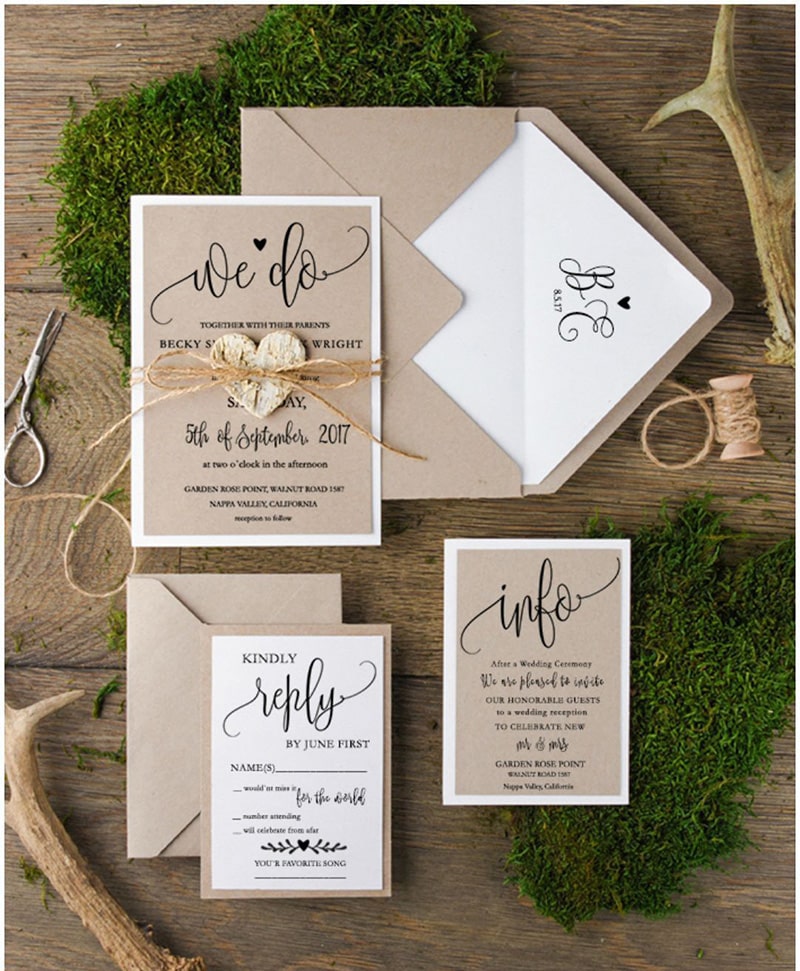 we do
TOGETHER WITH THEIR PARENTS
BECKY WRIGHT
5th of September, 2017
at two o'clock in the afternoon
GARDEN ROSE POINT, WALNUT ROAD 1587
NAPPA VALLEY, CALIFORNIA
reception to follow
B E
8.5.17
KINDLY
reply
BY JUNE FIRST
NAME(S)
would'nt miss it
for the world
number attending
will celebrate from afar
YOU'R FAVORITE SONG
info
After a Wedding Ceremony
We are pleased to invite
OUR HONORABLE GUESTS
to a wedding reception
TO CELEBRATE NEW
mr & mrs
GARDEN ROSE POINT
WALNUT ROAD 1587
Nappa Valley, California